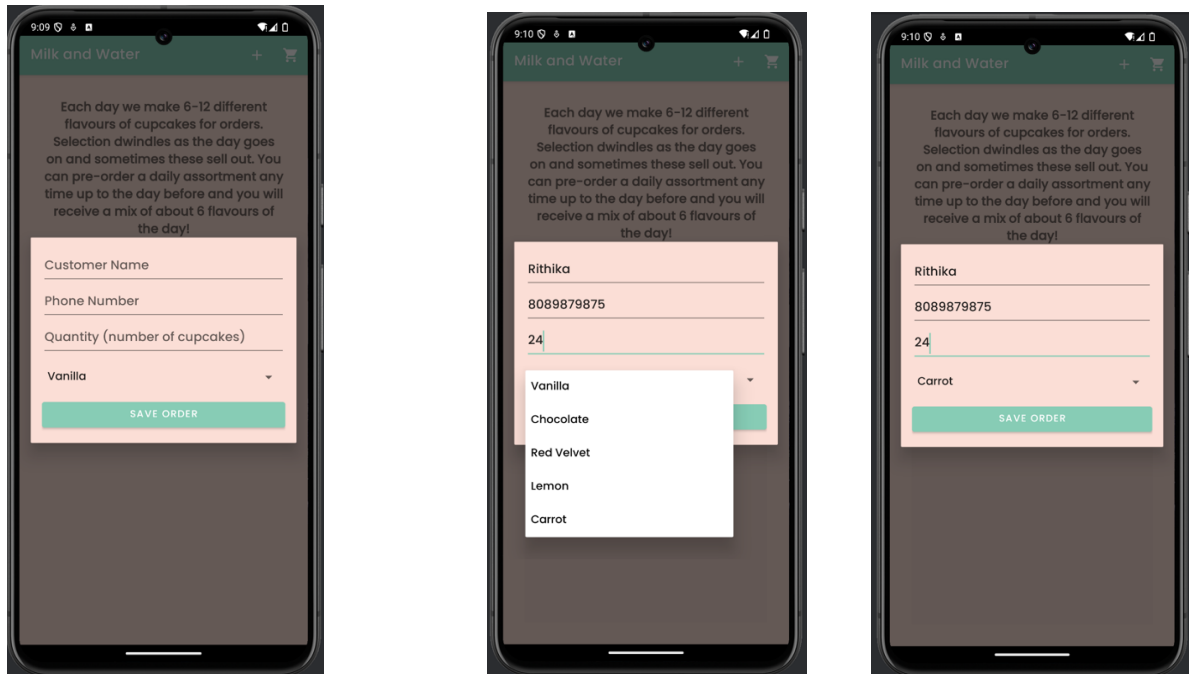 9:09
Milk and Water
Each day we make 6-12 different
flavours of cupcakes for orders.
Selection dwindles as the day goes
on and sometimes these sell out. You
can pre-order a daily assortment any
time up to the day before and you will
receive a mix of about 6 flavours of
the day!
Customer Name
Phone Number
Quantity (number of cupcakes)
Vanilla
SAVE ORDER
9:10
Milk and Water
Each day we make 6-12 different
flavours of cupcakes for orders.
Selection dwindles as the day goes
on and sometimes these sell out. You
can pre-order a daily assortment any
time up to the day before and you will
receive a mix of about 6 flavours of
the day!
Rithika
8089879875
24
Vanilla
Chocolate
Red Velvet
Lemon
Carrot
9:10
Milk and Water
Each day we make 6-12 different
flavours of cupcakes for orders.
Selection dwindles as the day goes
on and sometimes these sell out. You
can pre-order a daily assortment any
time up to the day before and you will
receive a mix of about 6 flavours of
the day!
Rithika
8089879875
24
Carrot
SAVE ORDER